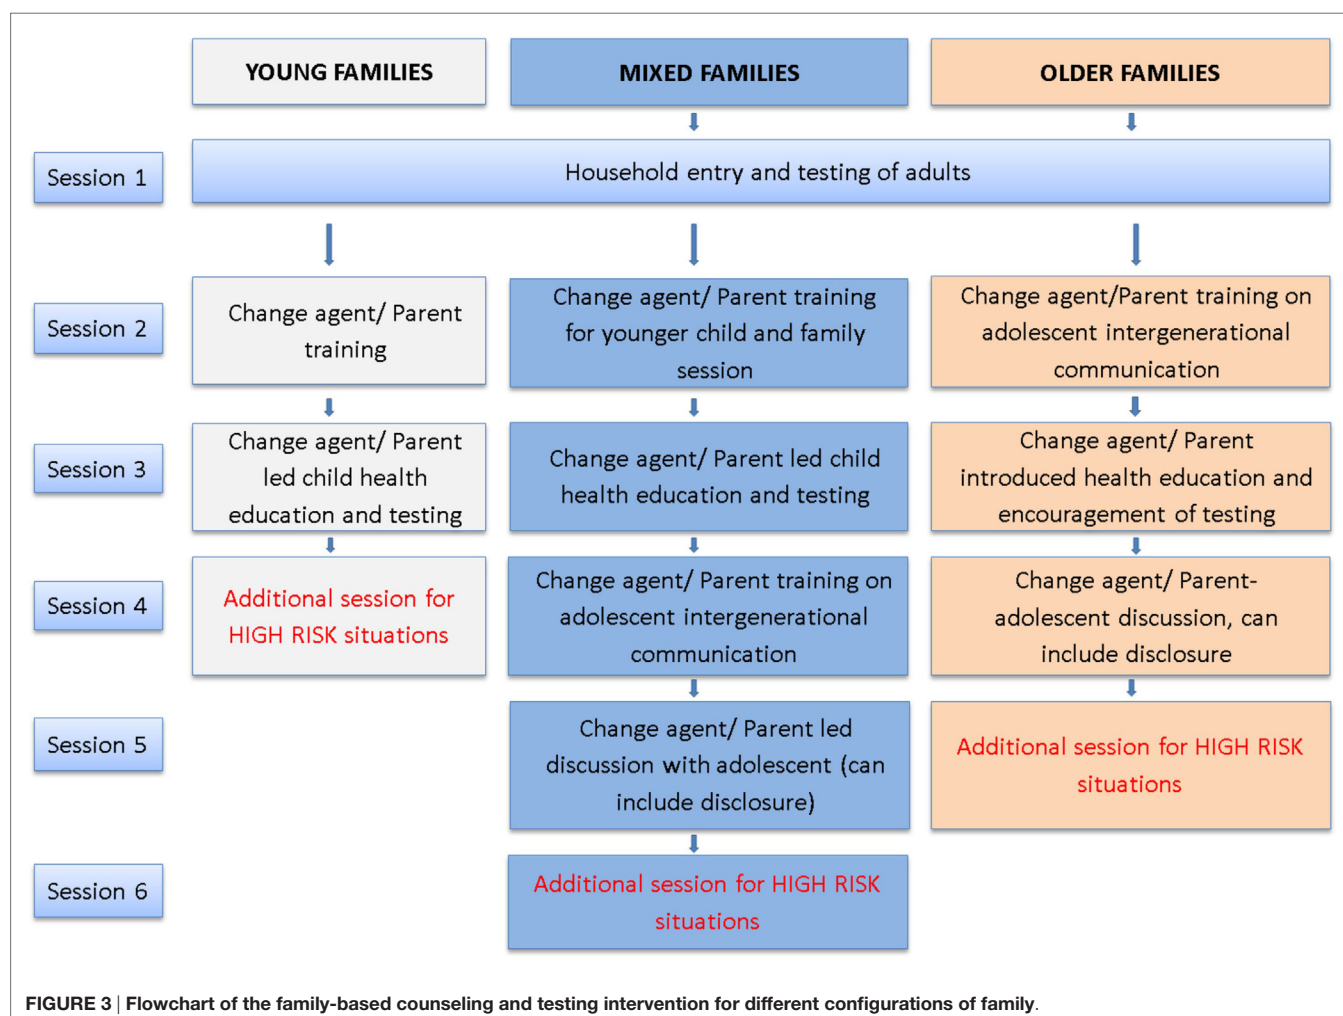 YOUNG FAMILIES
MIXED FAMILIES
OLDER FAMILIES
Session 1
Household entry and testing of adults
Session 2
Change agent/ Parent
training
Change agent/ Parent training
for younger child and family
session
Change agent/Parent training on
adolescent intergenerational
communication
Session 3
Change agent/ Parent
led child health
education and testing
Change agent/ Parent led child
health education and testing
Change agent/ Parent
introduced health education and
encouragement of testing
Session 4
Additional session for
HIGH RISK situations
Change agent/ Parent training on
adolescent intergenerational
communication
Change agent/ Parent-
adolescent discussion, can
include disclosure
Session 5
Change agent/ Parent led
discussion with adolescent (can
include disclosure)
Additional session for HIGH RISK
situations
Session 6
Additional session for HIGH RISK
situations
FIGURE 3 | Flowchart of the family-based counseling and testing intervention for different configurations of family.